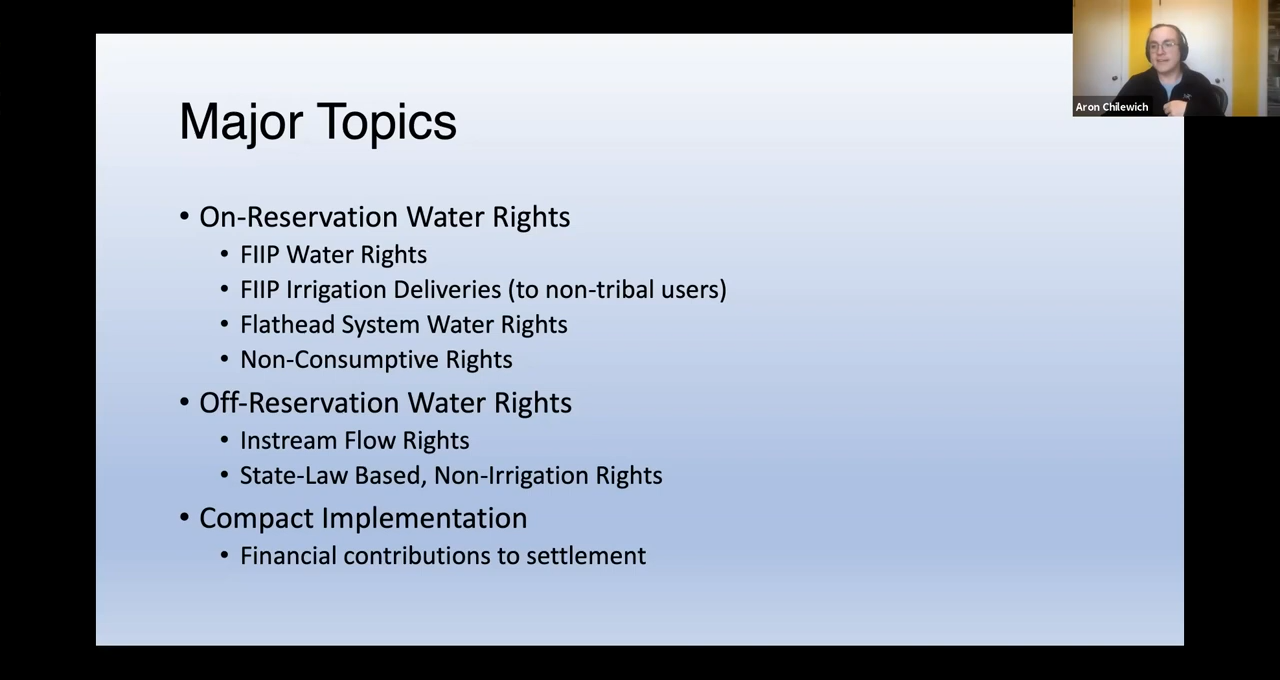 Aron Chilewich
Major Topics
• On-Reservation Water Rights
• FIIP Water Rights
• FIIP Irrigation Deliveries (to non-tribal users)
• Flathead System Water Rights
• Non-Consumptive Rights
• Off-Reservation Water Rights
• Instream Flow Rights
• State-Law Based, Non-Irrigation Rights
• Compact Implementation
• Financial contributions to settlement